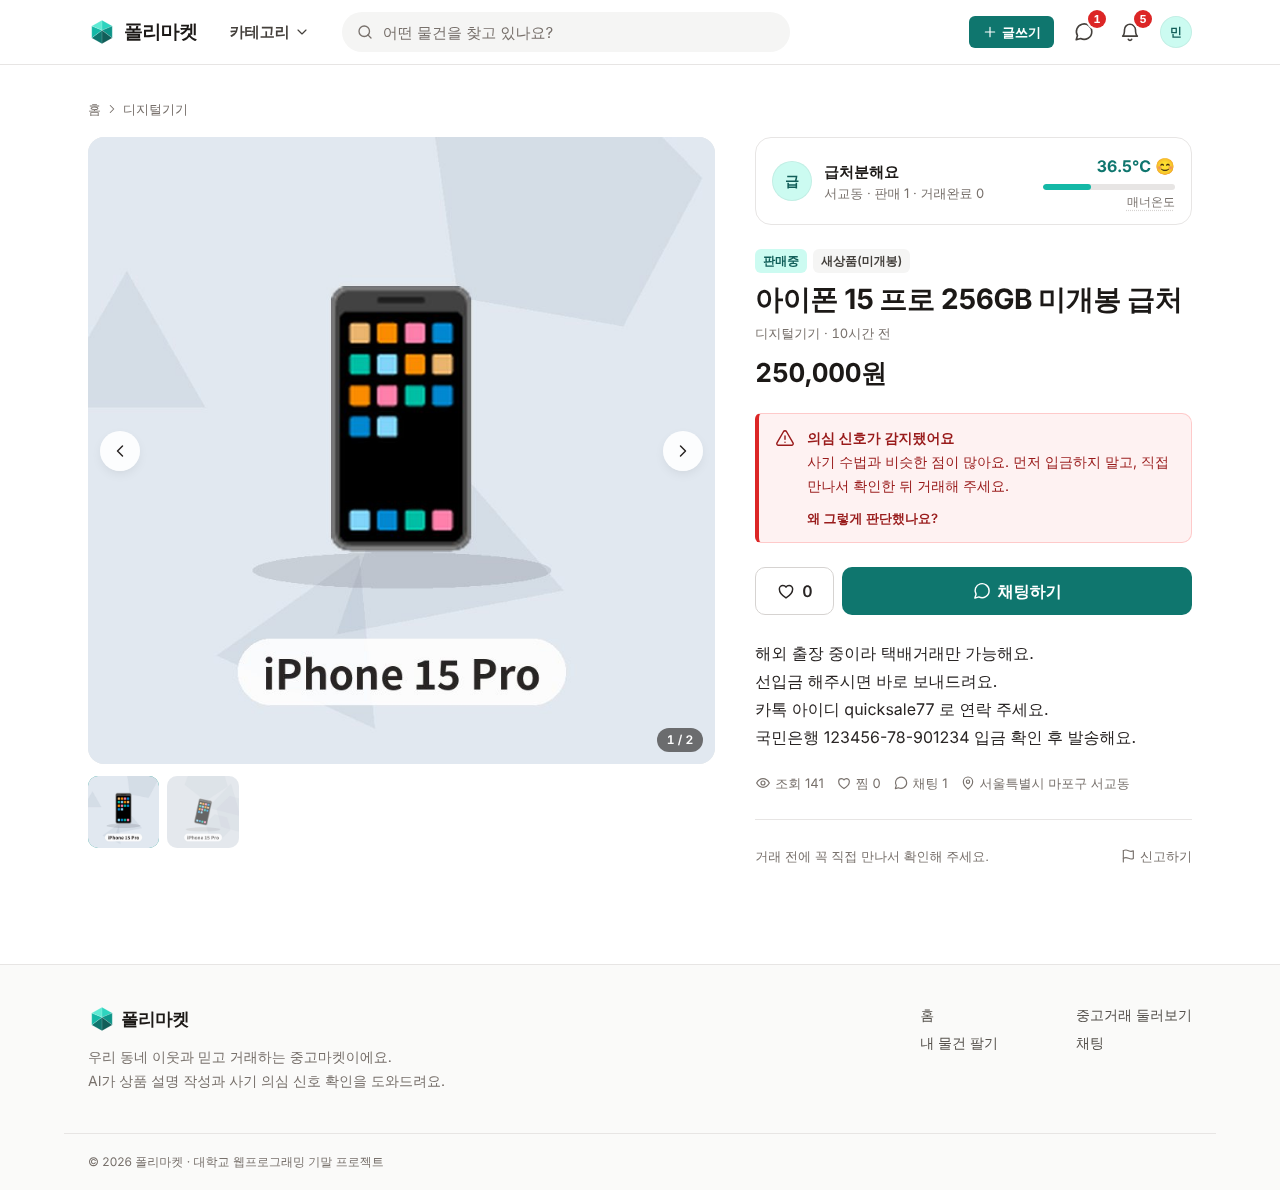 폴리마켓
카테고리
어떤 물건을 찾고 있나요?
글쓰기
1
5
민
홈
디지털기기
iPhone 15 Pro
1 / 2
iPhone 15 Pro
iPhone 15 Pro
급
급처분해요
서교동 · 판매 1 · 거래완료 0
36.5°C 😊
매너온도
판매중
새상품(미개봉)
아이폰 15 프로 256GB 미개봉 급처
디지털기기 · 10시간 전
250,000원
의심 신호가 감지됐어요
사기 수법과 비슷한 점이 많아요. 먼저 입금하지 말고, 직접
만나서 확인한 뒤 거래해 주세요.
왜 그렇게 판단했나요?
0
채팅하기
해외 출장 중이라 택배거래만 가능해요.
선입금 해주시면 바로 보내드려요.
카톡 아이디 quicksale77 로 연락 주세요.
국민은행 123456-78-901234 입금 확인 후 발송해요.
조회 141
찜 0
채팅 1
서울특별시 마포구 서교동
거래 전에 꼭 직접 만나서 확인해 주세요.
신고하기
폴리마켓
우리 동네 이웃과 믿고 거래하는 중고마켓이에요.
AI가 상품 설명 작성과 사기 의심 신호 확인을 도와드려요.
홈
중고거래 둘러보기
내 물건 팔기
채팅
© 2026 폴리마켓 · 대학교 웹프로그래밍 기말 프로젝트